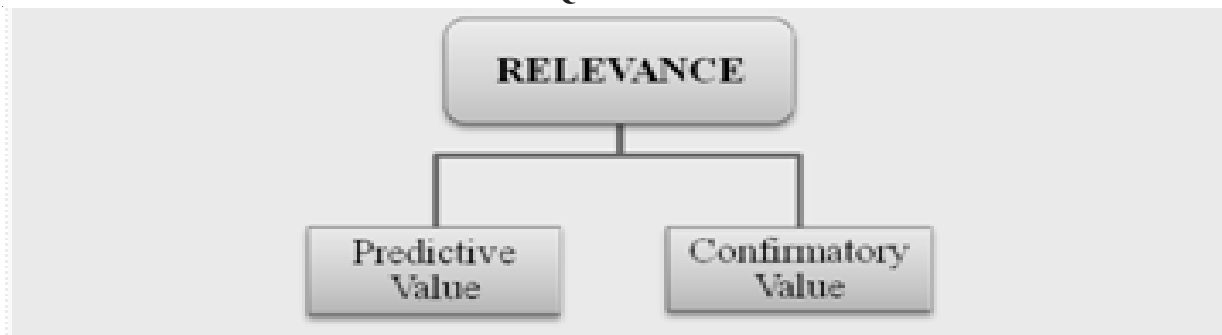 RELEVANCE
Predictive
Value
Confirmatory
Value